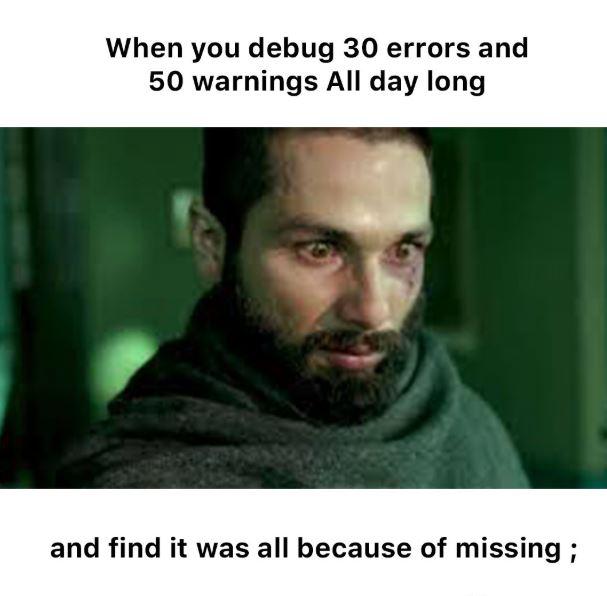 When you debug 30 errors and
50 warnings All day long
and find it was all because of missing ;